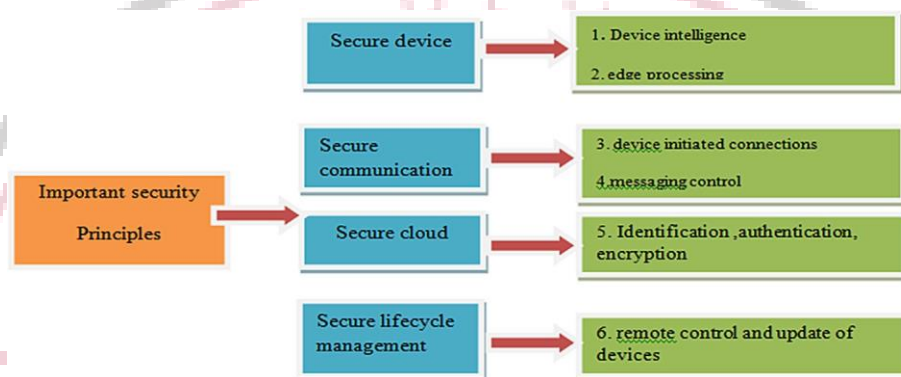 Secure device
1. Device intelligence
2. edge processing
Secure
communication
3. device initiated connections
4.messaging control
Important security
Principles
Secure cloud
5. Identification ,authentication,
encryption
Secure lifecycle
management
6. remote control and update of
devices